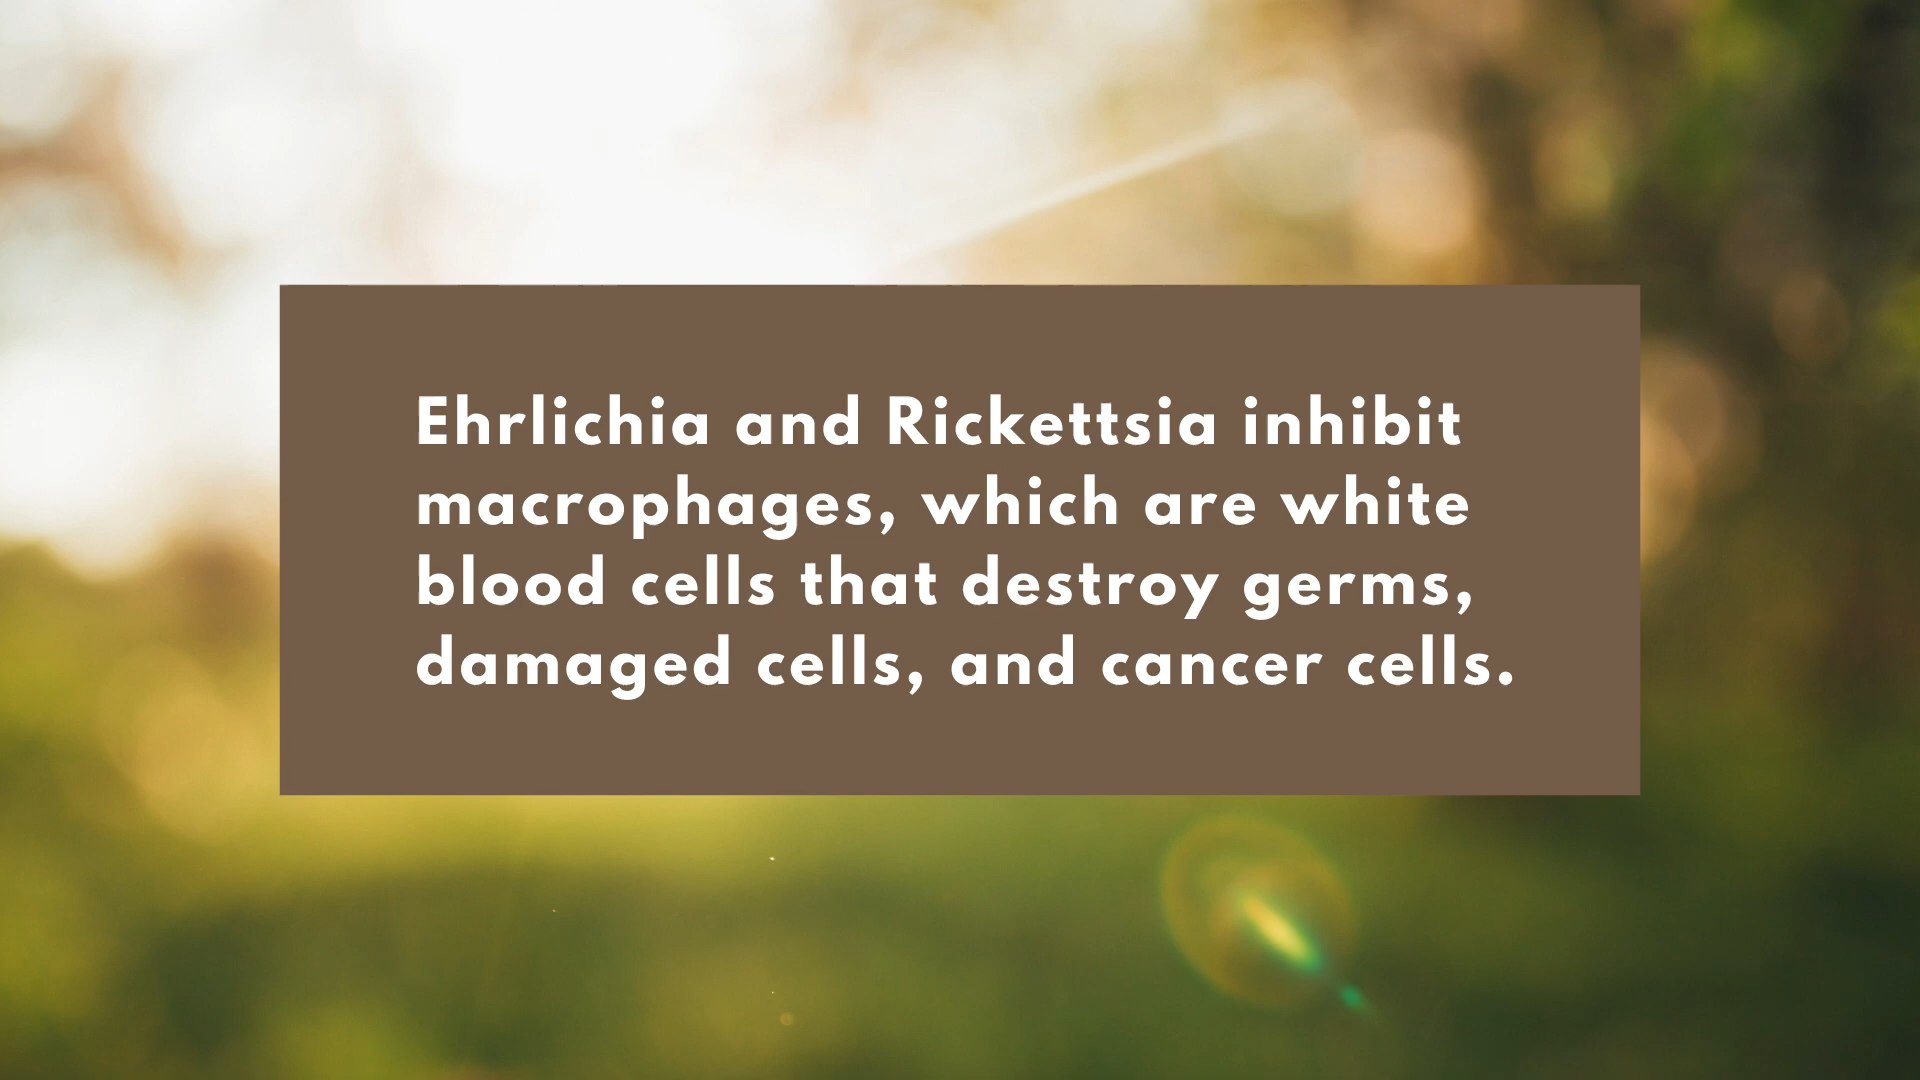 Ehrlichia and Rickettsia inhibit
macrophages, which are white
blood cells that destroy germs,
damaged cells, and cancer cells.